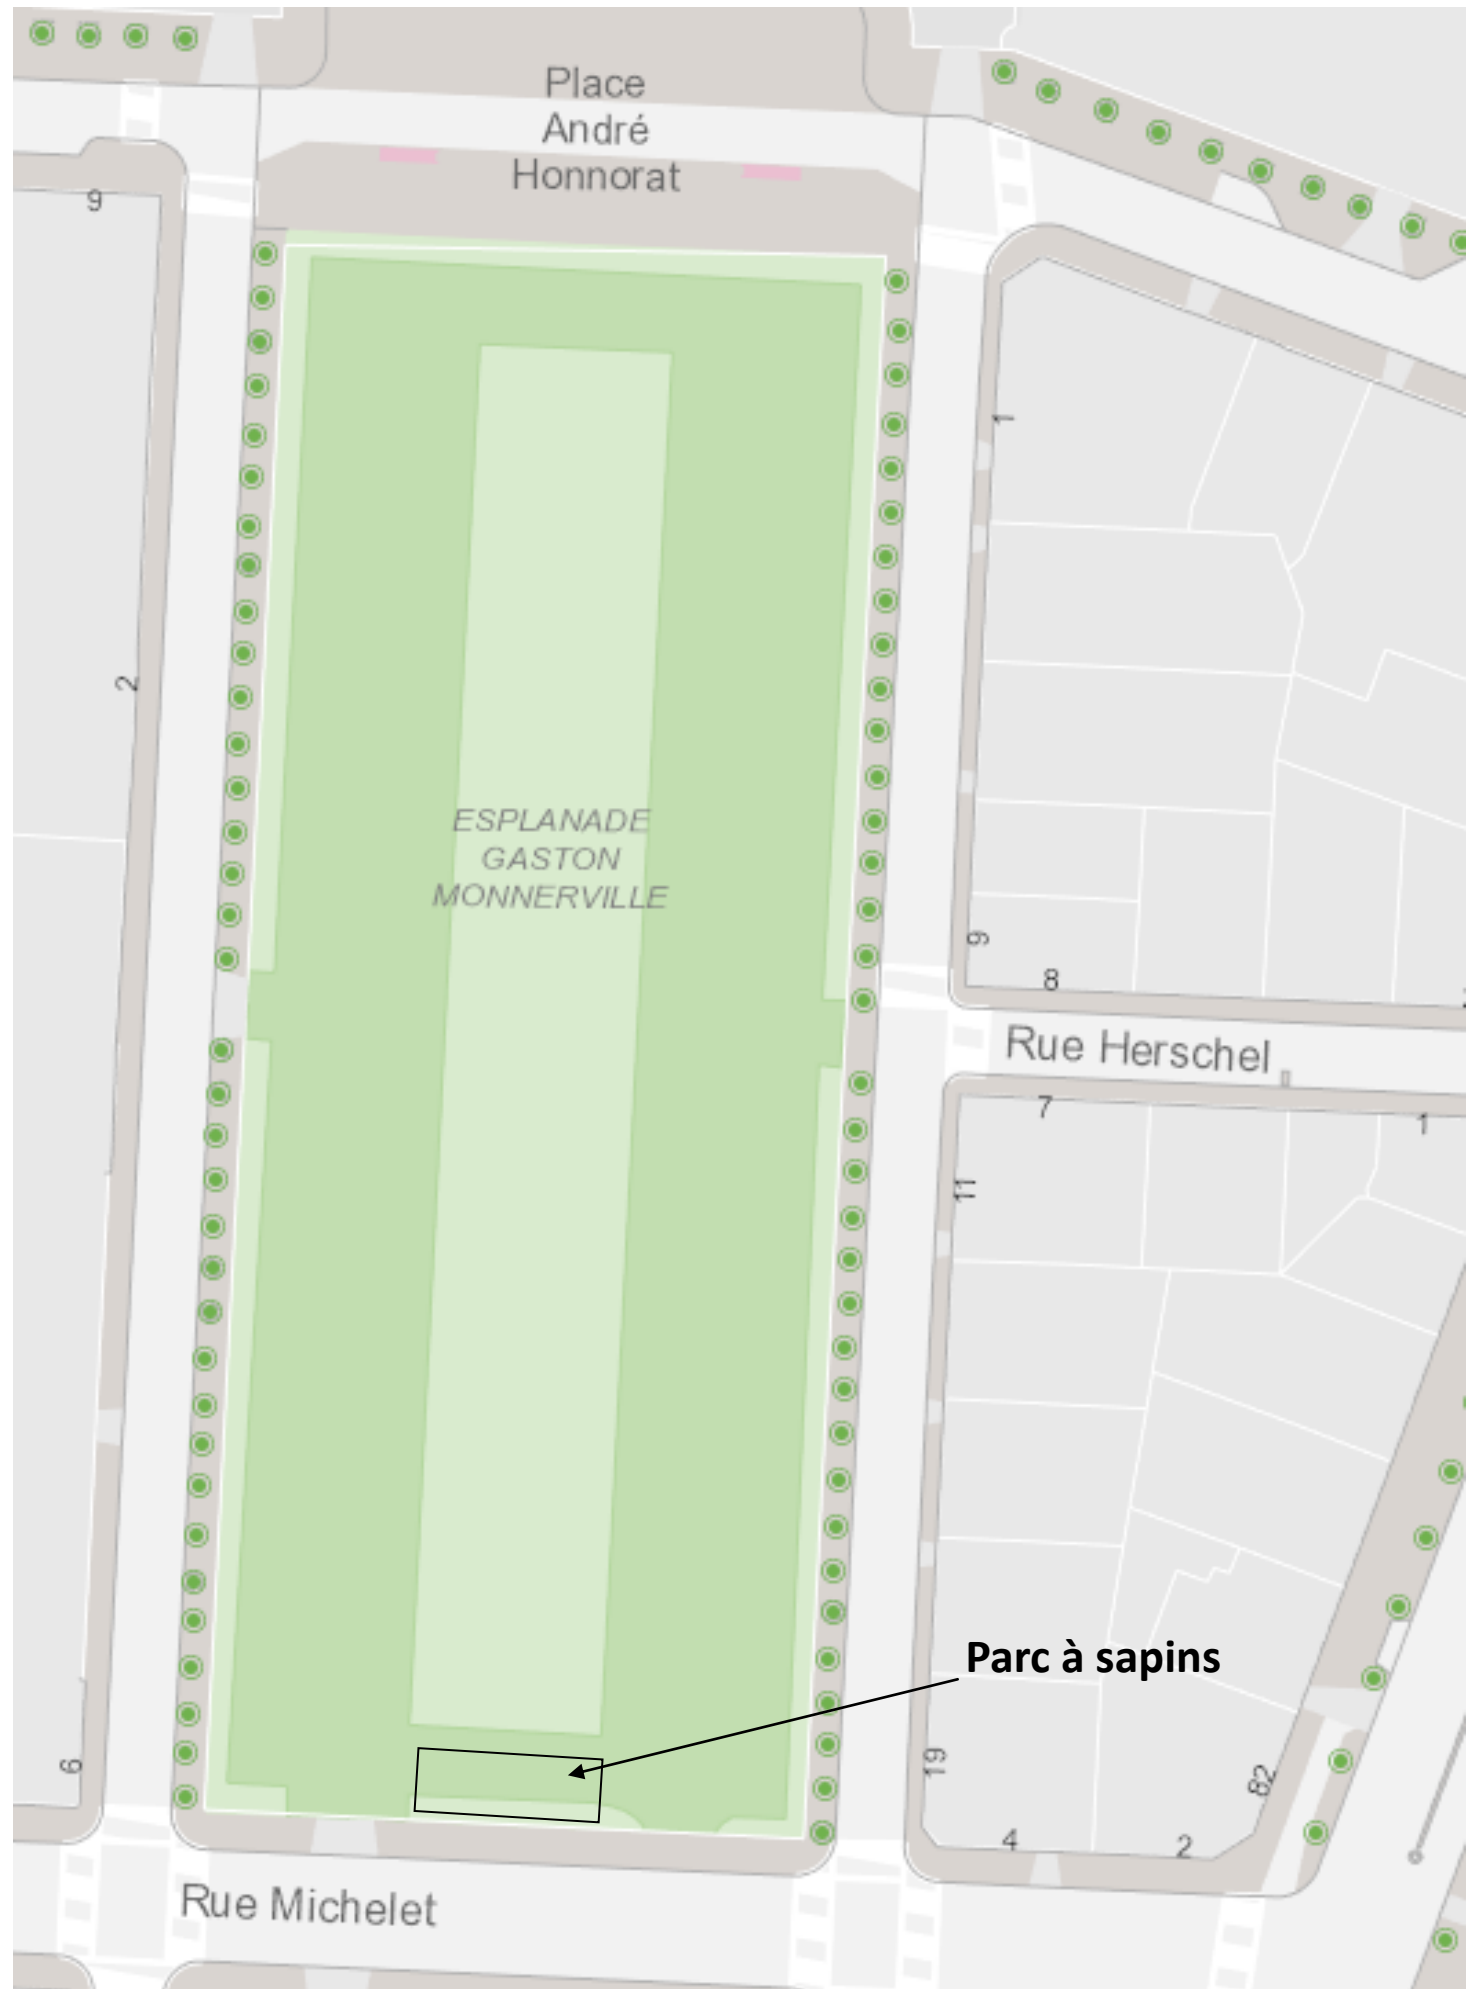 Place
André
Honnorat
9
1
2
ESPLANADE
GASTON
MONNERVILLE
9
8
Rue Herschel
7
1
11
Parc à sapins
6
19
82
4
2
Rue Michelet